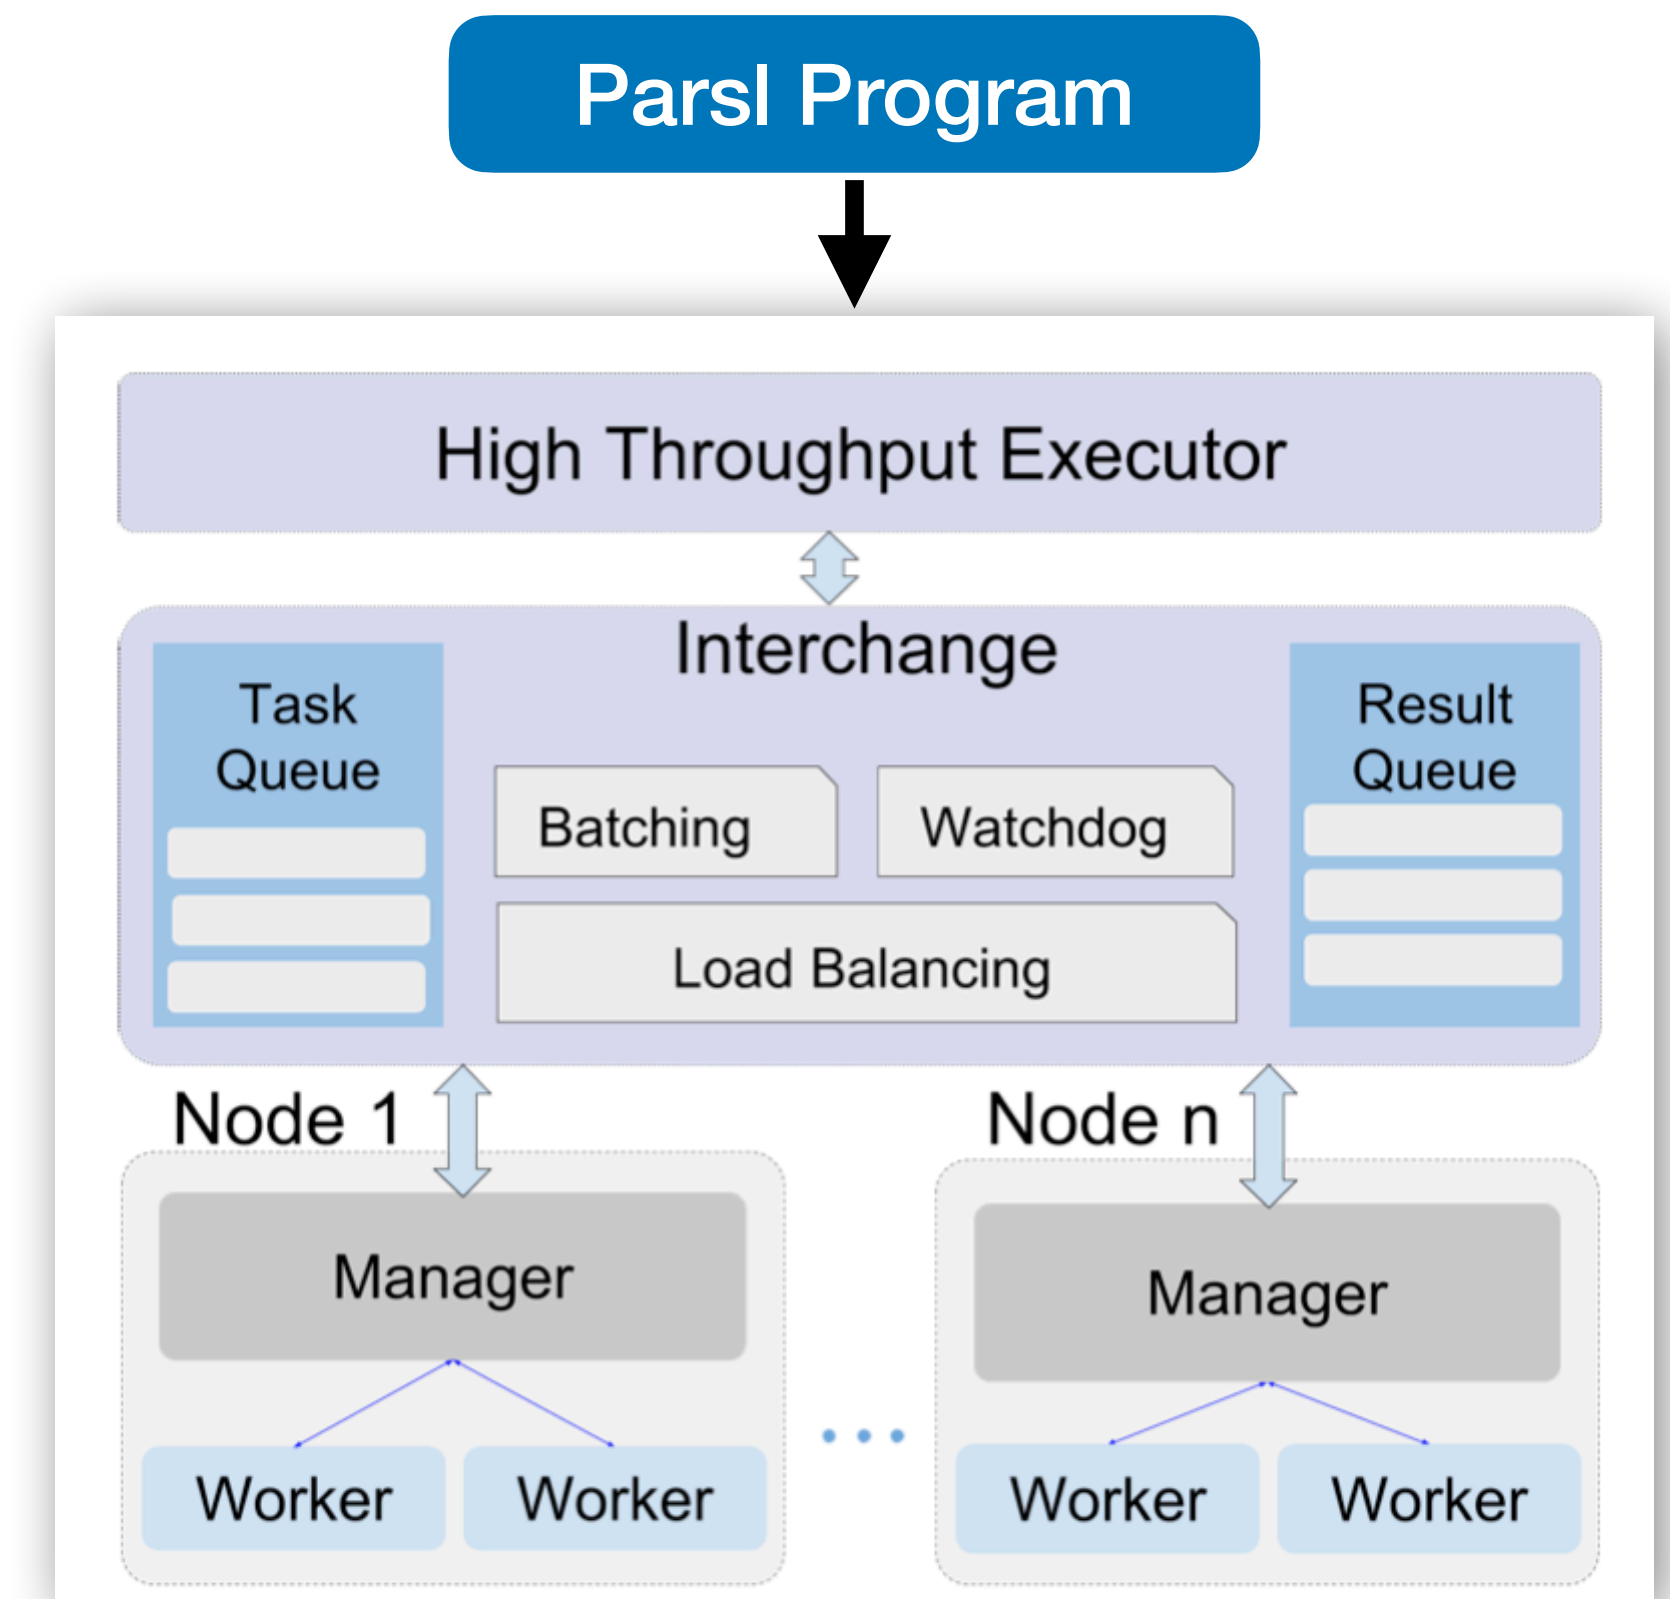 Parsl Program
High Throughput Executor
Interchange
Task
Queue
Batching
Watchdog
Load Balancing
Result
Queue
Node 1
Manager
Worker
Worker
Node n
Manager
Worker
Worker